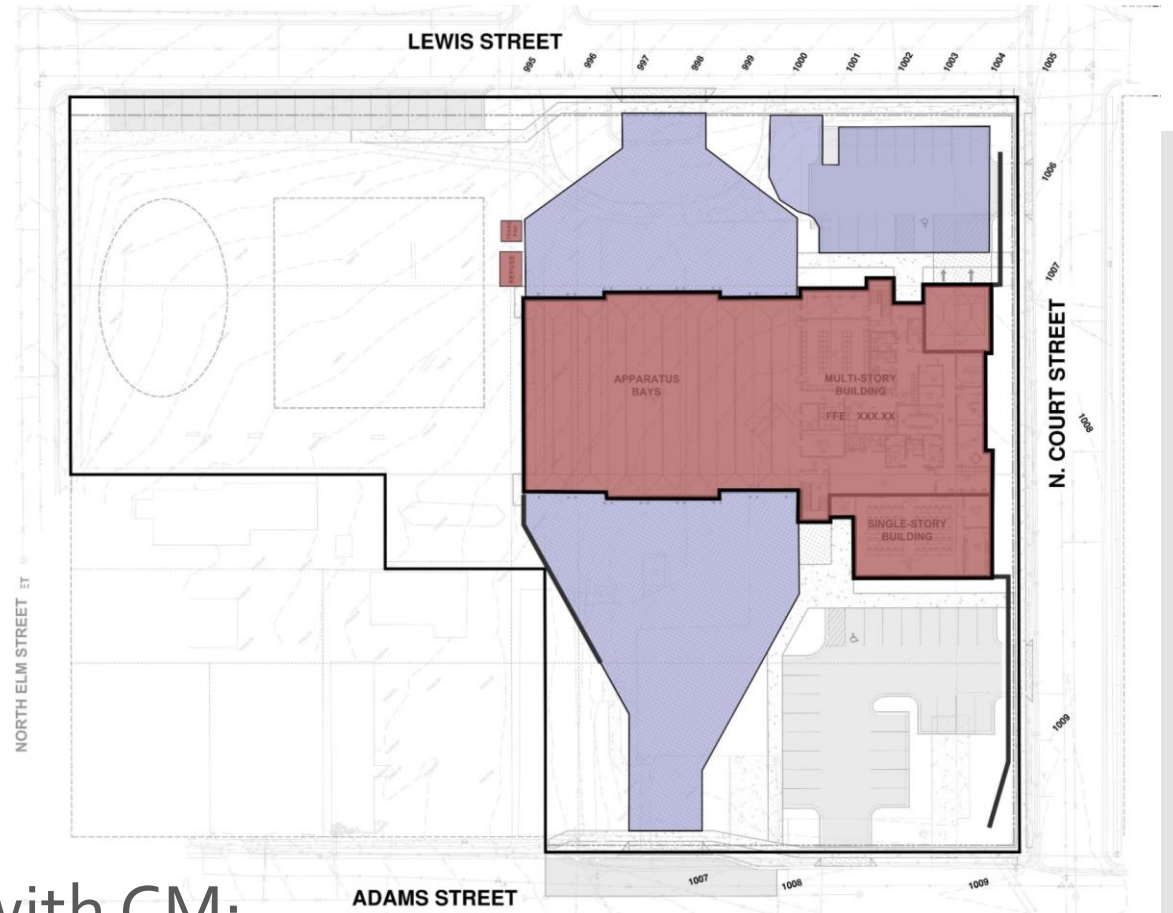 LEWIS STREET
995
996
997
998
999
1000
1001
1002
1003
1004
1005
1006
REFUSE
1007
N. COURT STREET
APPARATUS
BAYS
MULTI-STORY
BUILDING
FFE: XXX.XX
1008
SINGLE-STORY
BUILDING
NORTH ELM STREET
ET
1009
1007
1008
1009
ADAMS STREET
with CM: